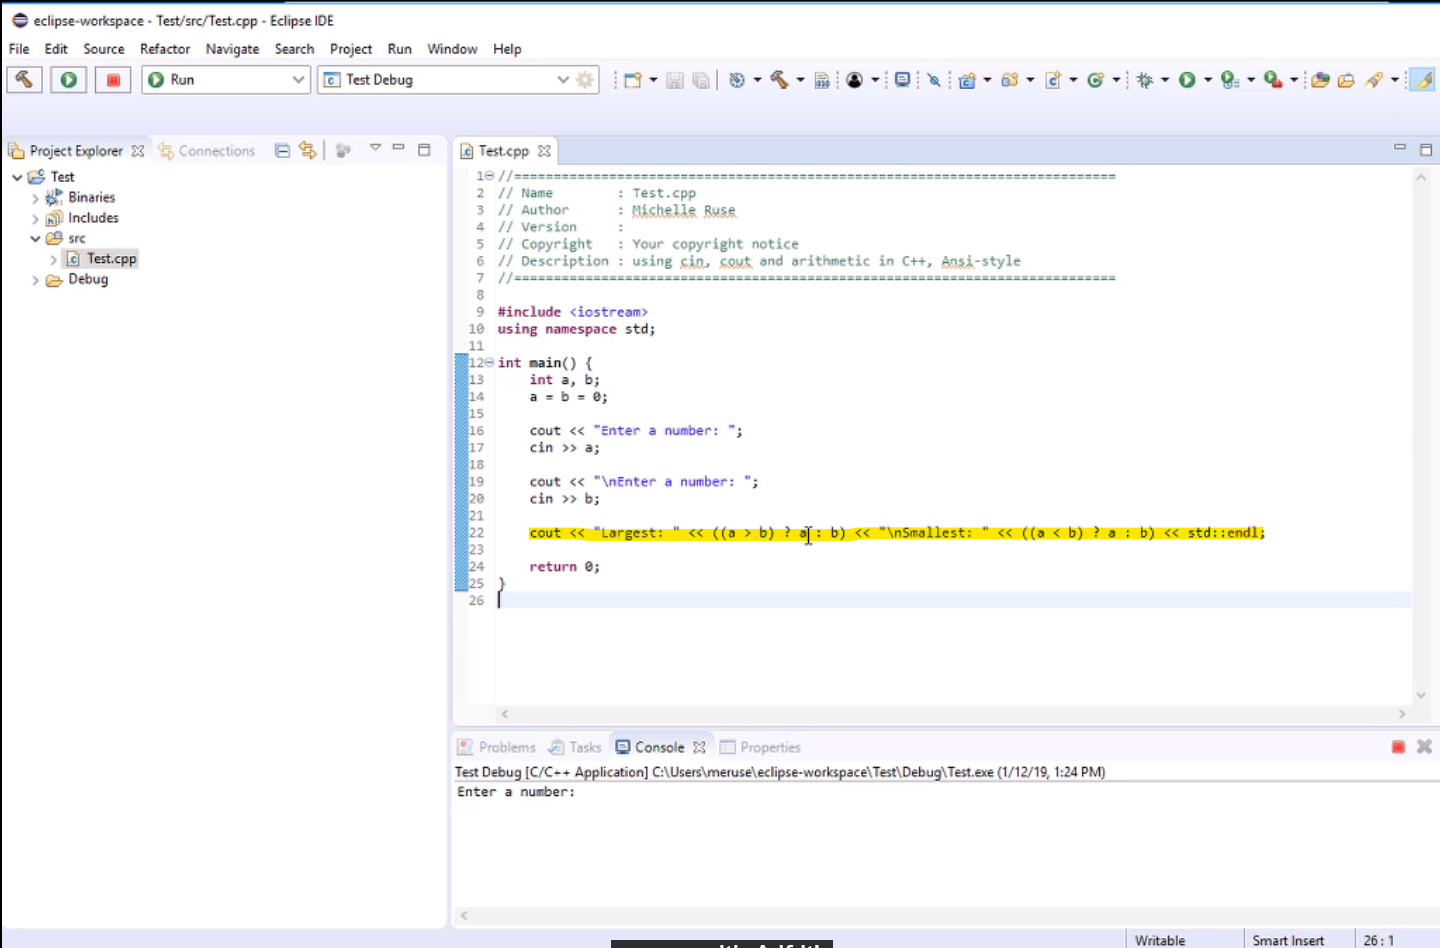 eclipse-workspace - Test/src/Test.cpp - Eclipse IDE
File Edit Source Refactor Navigate Search Project Run Window Help
Run Test Debug
Project Explorer Connections
Test
Binaries
Includes
src
Test.cpp
Debug
Test.cpp
1 //============================================================================
2 // Name        : Test.cpp
3 // Author      : Michelle Ruse
4 // Version     :
5 // Copyright   : Your copyright notice
6 // Description : using cin, cout and arithmetic in C++, Ansi-style
7 //============================================================================
8
9 #include <iostream>
10 using namespace std;
11
12 int main() {
13     int a, b;
14     a = b = 0;
15
16     cout << "Enter a number: ";
17     cin >> a;
18
19     cout << "\nEnter a number: ";
20     cin >> b;
21
22     cout << "Largest: " << ((a > b) ? a : b) << "\nSmallest: " << ((a < b) ? a : b) << std::endl;
23
24     return 0;
25 }
26
Problems Tasks Console Properties
Test Debug [C/C++ Application] C:\Users\meruse\eclipse-workspace\Test\Debug\Test.exe (1/12/19, 1:24 PM)
Enter a number:
Writable Smart Insert 26 : 1